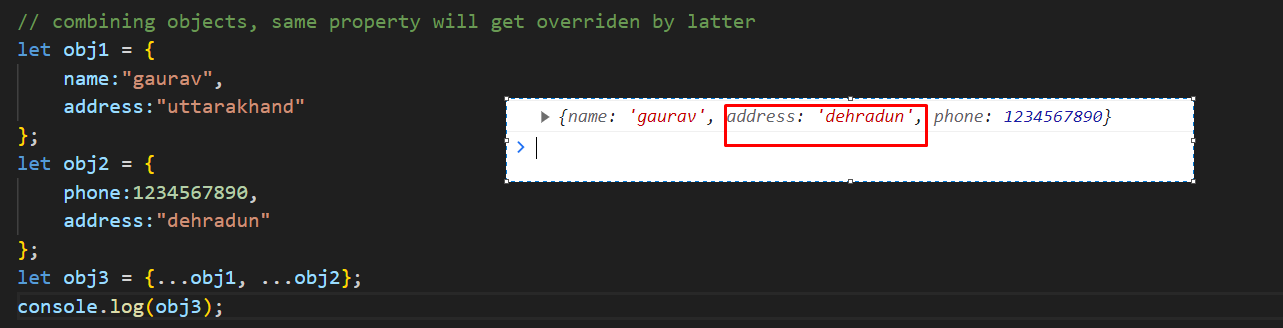 // combining objects, same property will get overriden by latter
let obj1 = {
    name:"gaurav",
    address:"uttarakhand"
};
let obj2 = {
    phone:1234567890,
    address:"dehradun"
};
let obj3 = {...obj1, ...obj2};
console.log(obj3);
▶ {name: 'gaurav', address: 'dehradun', phone: 1234567890}
>